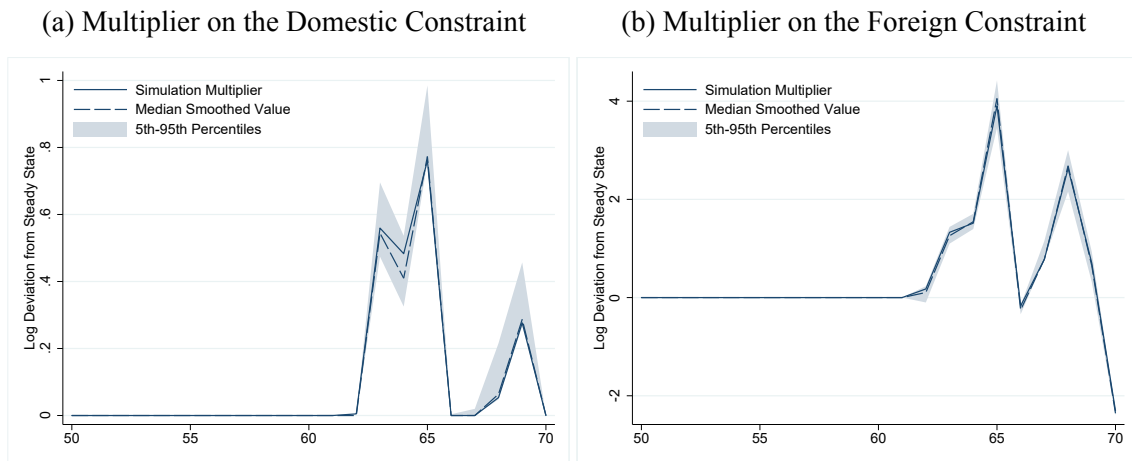 (a) Multiplier on the Domestic Constraint
(b) Multiplier on the Foreign Constraint
Log Deviation from Steady State
1
.8
.6
.4
.2
0
Simulation Multiplier
Median Smoothed Value
5th-95th Percentiles
50 55 60 65 70
Log Deviation from Steady State
4
2
0
-2
Simulation Multiplier
Median Smoothed Value
5th-95th Percentiles
50 55 60 65 70